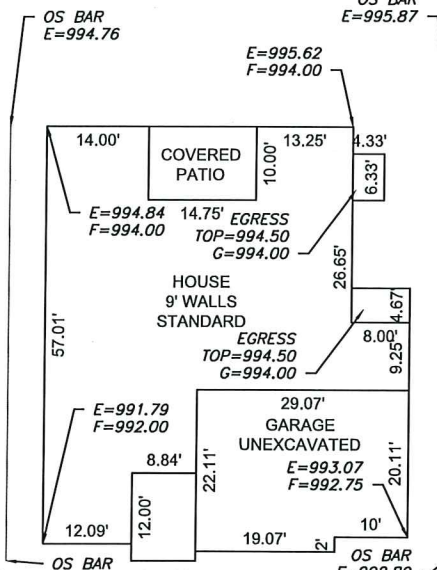 OS BAR
E=994.76
OS BAR
E=995.87
E=995.62
F=994.00
14.00'
COVERED
PATIO
10.00'
13.25'
4.33'
6.33'
14.75'
E=994.84
F=994.00
EGRESS
TOP=994.50
G=994.00
26.65'
HOUSE
9' WALLS
STANDARD
57.01'
4.67'
8.00'
EGRESS
TOP=994.50
G=994.00
9.25'
E=991.79
F=992.00
29.07'
GARAGE
UNEXCAVATED
8.84'
22.11'
E=993.07
F=992.75
20.11'
12.00'
12.09'
19.07'
2'
10'
OS BAR
OS BAR